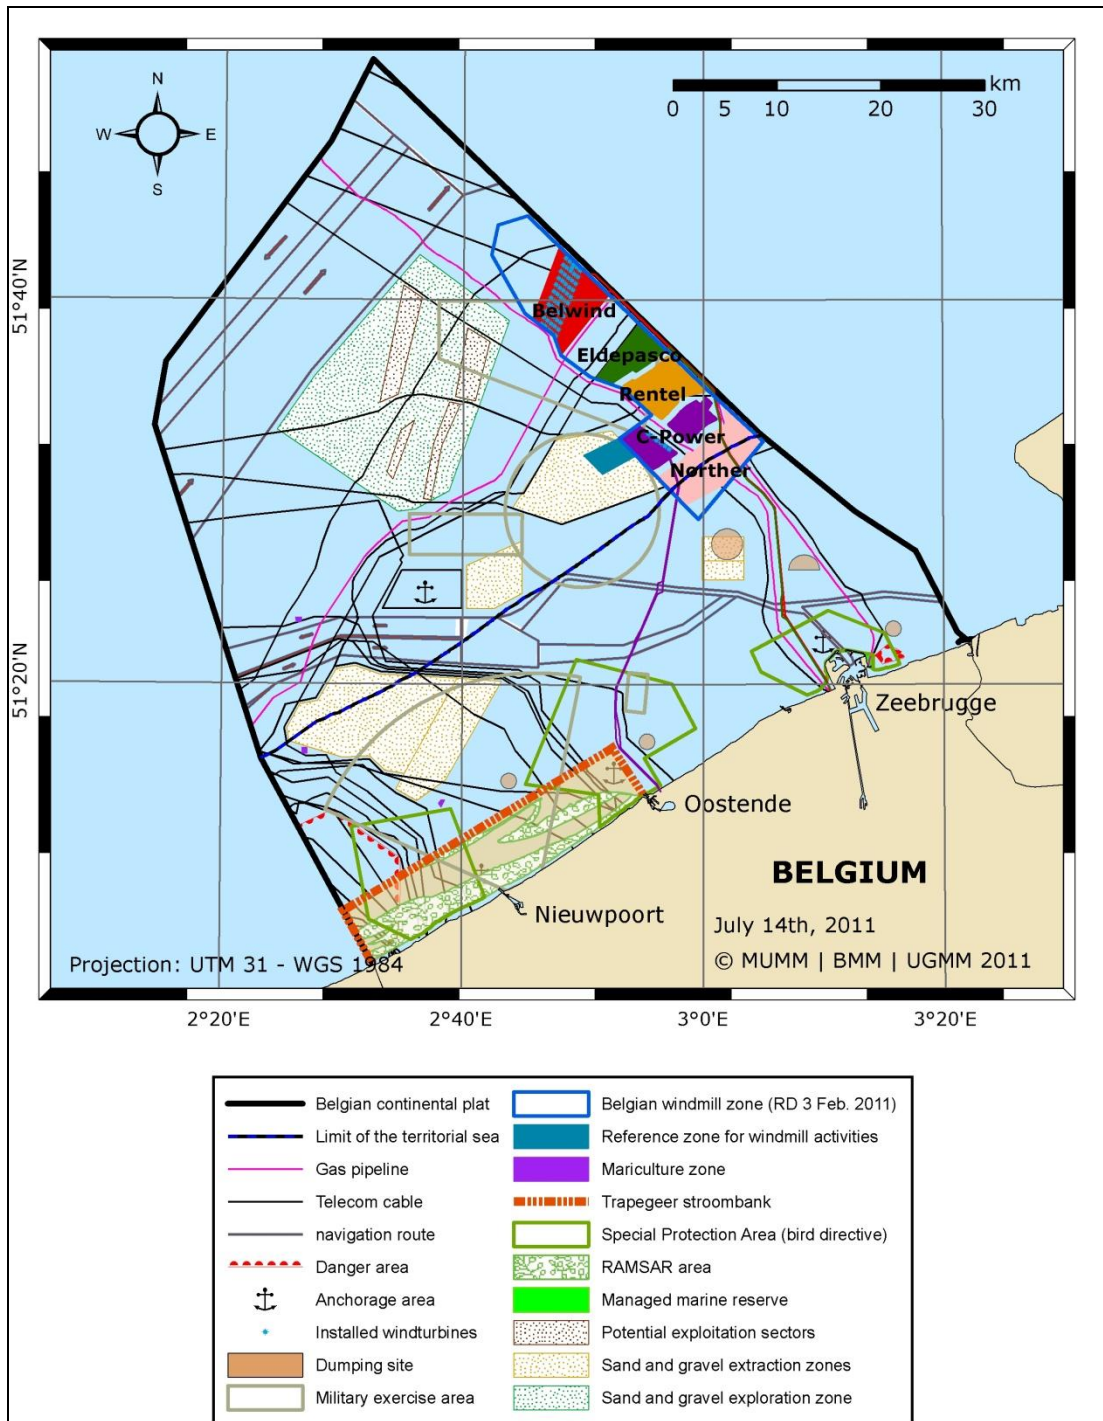 N
W E
S
km
0 5 10 20 30
51°40'N
Belwind
Eldepasco
Rentel
C-Power
Norther
51°20'N
Zeebrugge
Oostende
BELGIUM
Nieuwpoort
July 14th, 2011
Projection: UTM 31 - WGS 1984
© MUMM | BMM | UGMM 2011
2°20'E 2°40'E 3°0'E 3°20'E
Belgian continental plat
Limit of the territorial sea
Gas pipeline
Telecom cable
navigation route
Danger area
Anchorage area
Installed windturbines
Dumping site
Military exercise area
Belgian windmill zone (RD 3 Feb. 2011)
Reference zone for windmill activities
Mariculture zone
Trapegeer stroombank
Special Protection Area (bird directive)
RAMSAR area
Managed marine reserve
Potential exploitation sectors
Sand and gravel extraction zones
Sand and gravel exploration zone